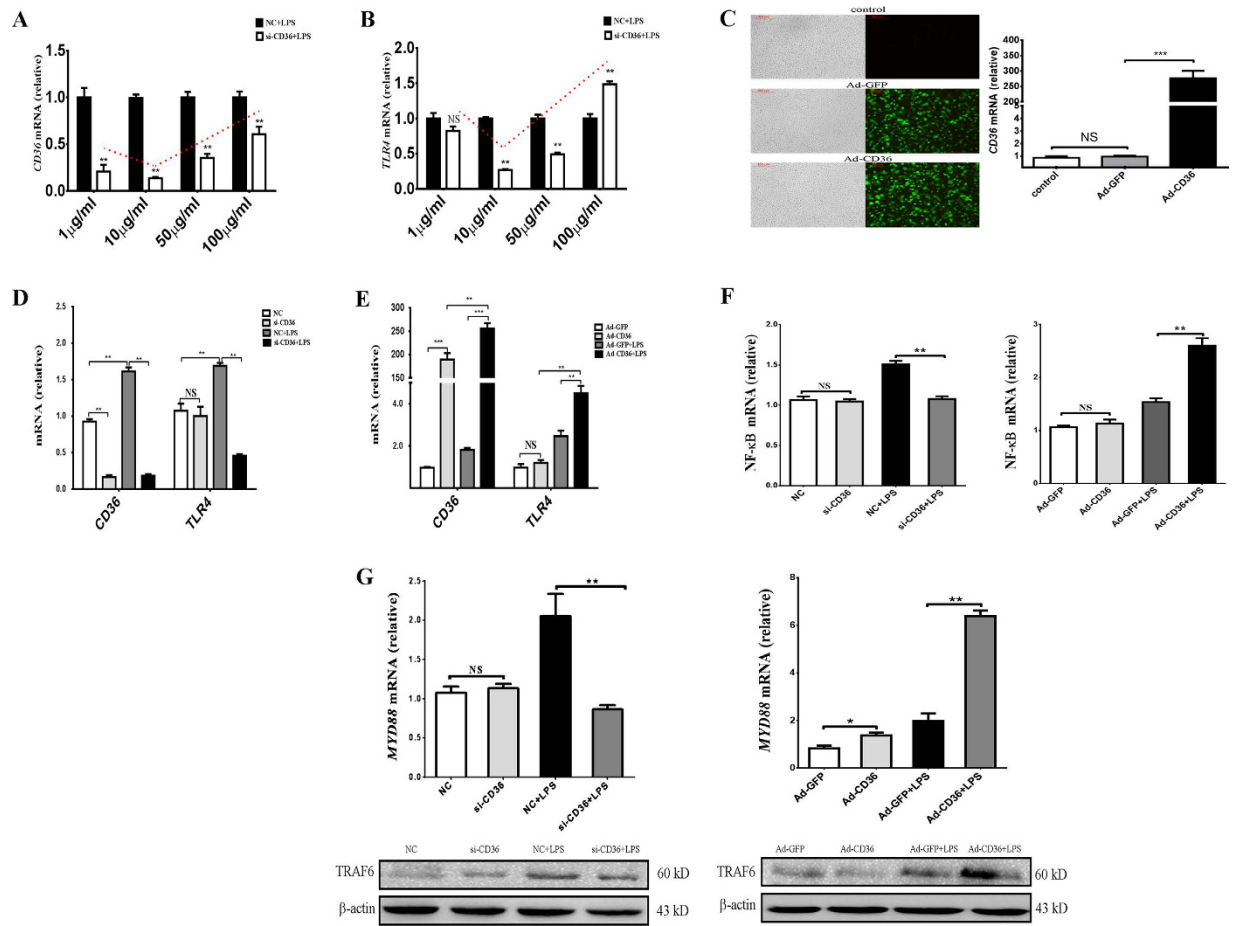 A
NC+LPS
si-CD36+LPS
CD36 mRNA (relative)
1.5
1.0
0.5
0.0
**
**
**
**
1μg/ml
10μg/ml
50μg/ml
100μg/ml
B
NC+LPS
si-CD36+LPS
TLR4 mRNA (relative)
2.0
1.5
1.0
0.5
0.0
NS
**
**
**
1μg/ml
10μg/ml
50μg/ml
100μg/ml
C
control
Ad-GFP
Ad-CD36
CD36 mRNA (relative)
350
300
250
200
5
4
3
2
1
NS
***
control
Ad-GFP
Ad-CD36
D
NC
si-CD36
NC+LPS
si-CD36+LPS
mRNA (relative)
2.5
2.0
1.5
1.0
0.5
0.0
**
**
**
**
NS
**
CD36
TLR4
E
Ad-GFP
Ad-CD36
Ad-GFP+LPS
Ad-CD36+LPS
mRNA (relative)
300
250
200
150
4.0
2.0
***
**
***
NS
**
**
CD36
TLR4
F
NF-κB mRNA (relative)
2.0
1.5
1.0
0.5
0.0
NS
**
NC
si-CD36
NC+LPS
si-CD36+LPS
NF-κB mRNA (relative)
3
2
1
0
NS
**
Ad-GFP
Ad-CD36
Ad-GFP+LPS
Ad-CD36+LPS
G
MYD88 mRNA (relative)
2.5
2.0
1.5
1.0
0.5
0.0
NS
**
NC
si-CD36
NC+LPS
si-CD36+LPS
MYD88 mRNA (relative)
8
6
4
2
0
*
**
Ad-GFP
Ad-CD36
Ad-GFP+LPS
Ad-CD36+LPS
NC si-CD36 NC+LPS si-CD36+LPS
TRAF6 60 kD
β-actin 43 kD
Ad-GFP Ad-CD36 Ad-GFP+LPS Ad-CD36+LPS
TRAF6 60 kD
β-actin 43 kD